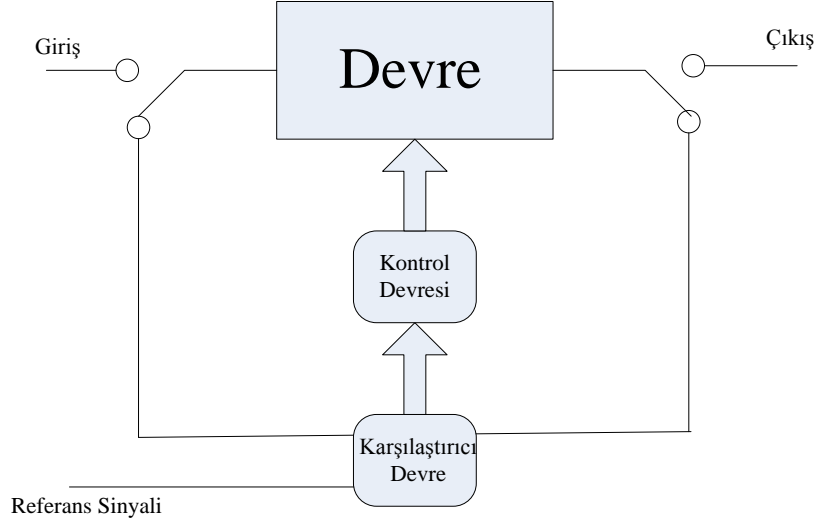 Giriş
Devre
Çıkış
Kontrol
Devresi
Karşılaştırıcı
Devre
Referans Sinyali